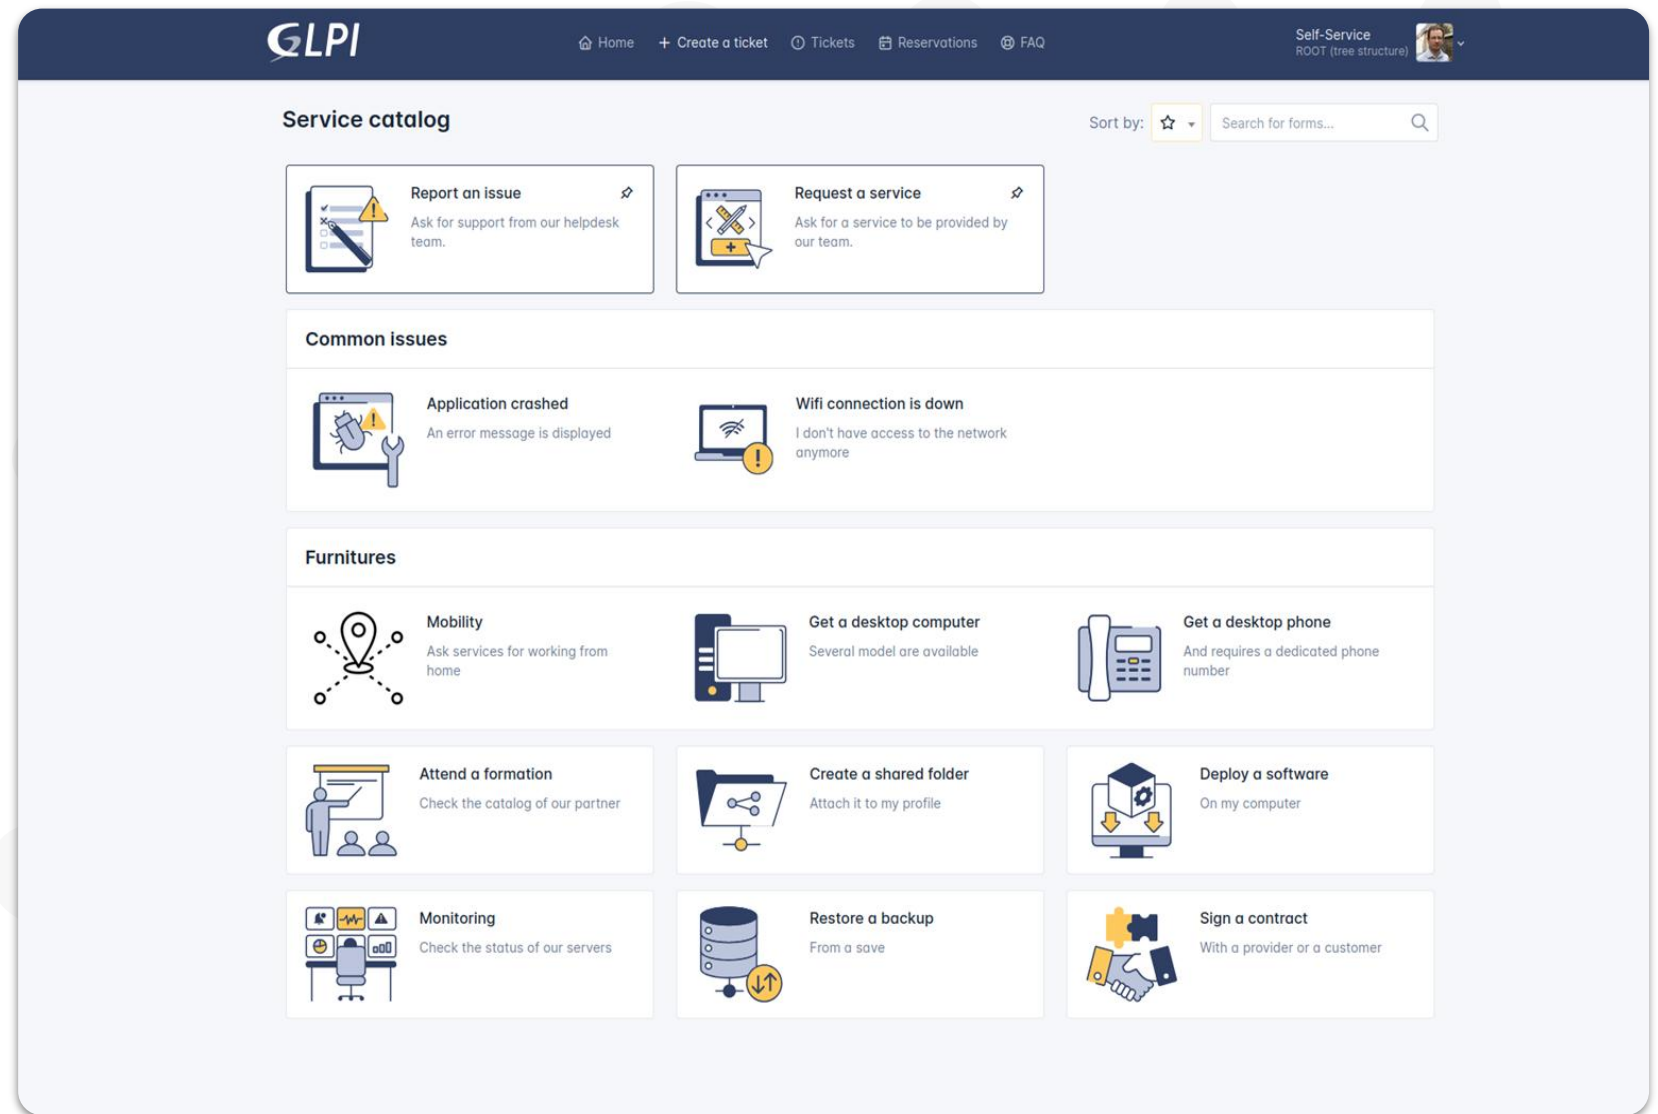 GLPI
Home
+ Create a ticket
Tickets
Reservations
FAQ
Self-Service
ROOT (tree structure)
Service catalog
Sort by:
Search for forms...
Report an issue
Ask for support from our helpdesk
team.
Request a service
Ask for a service to be provided by
our team.
Common issues
Application crashed
An error message is displayed
Wifi connection is down
I don't have access to the network
anymore
Furnitures
Mobility
Ask services for working from
home
Get a desktop computer
Several model are available
Get a desktop phone
And requires a dedicated phone
number
Attend a formation
Check the catalog of our partner
Create a shared folder
Attach it to my profile
Deploy a software
On my computer
Monitoring
Check the status of our servers
Restore a backup
From a save
Sign a contract
With a provider or a customer